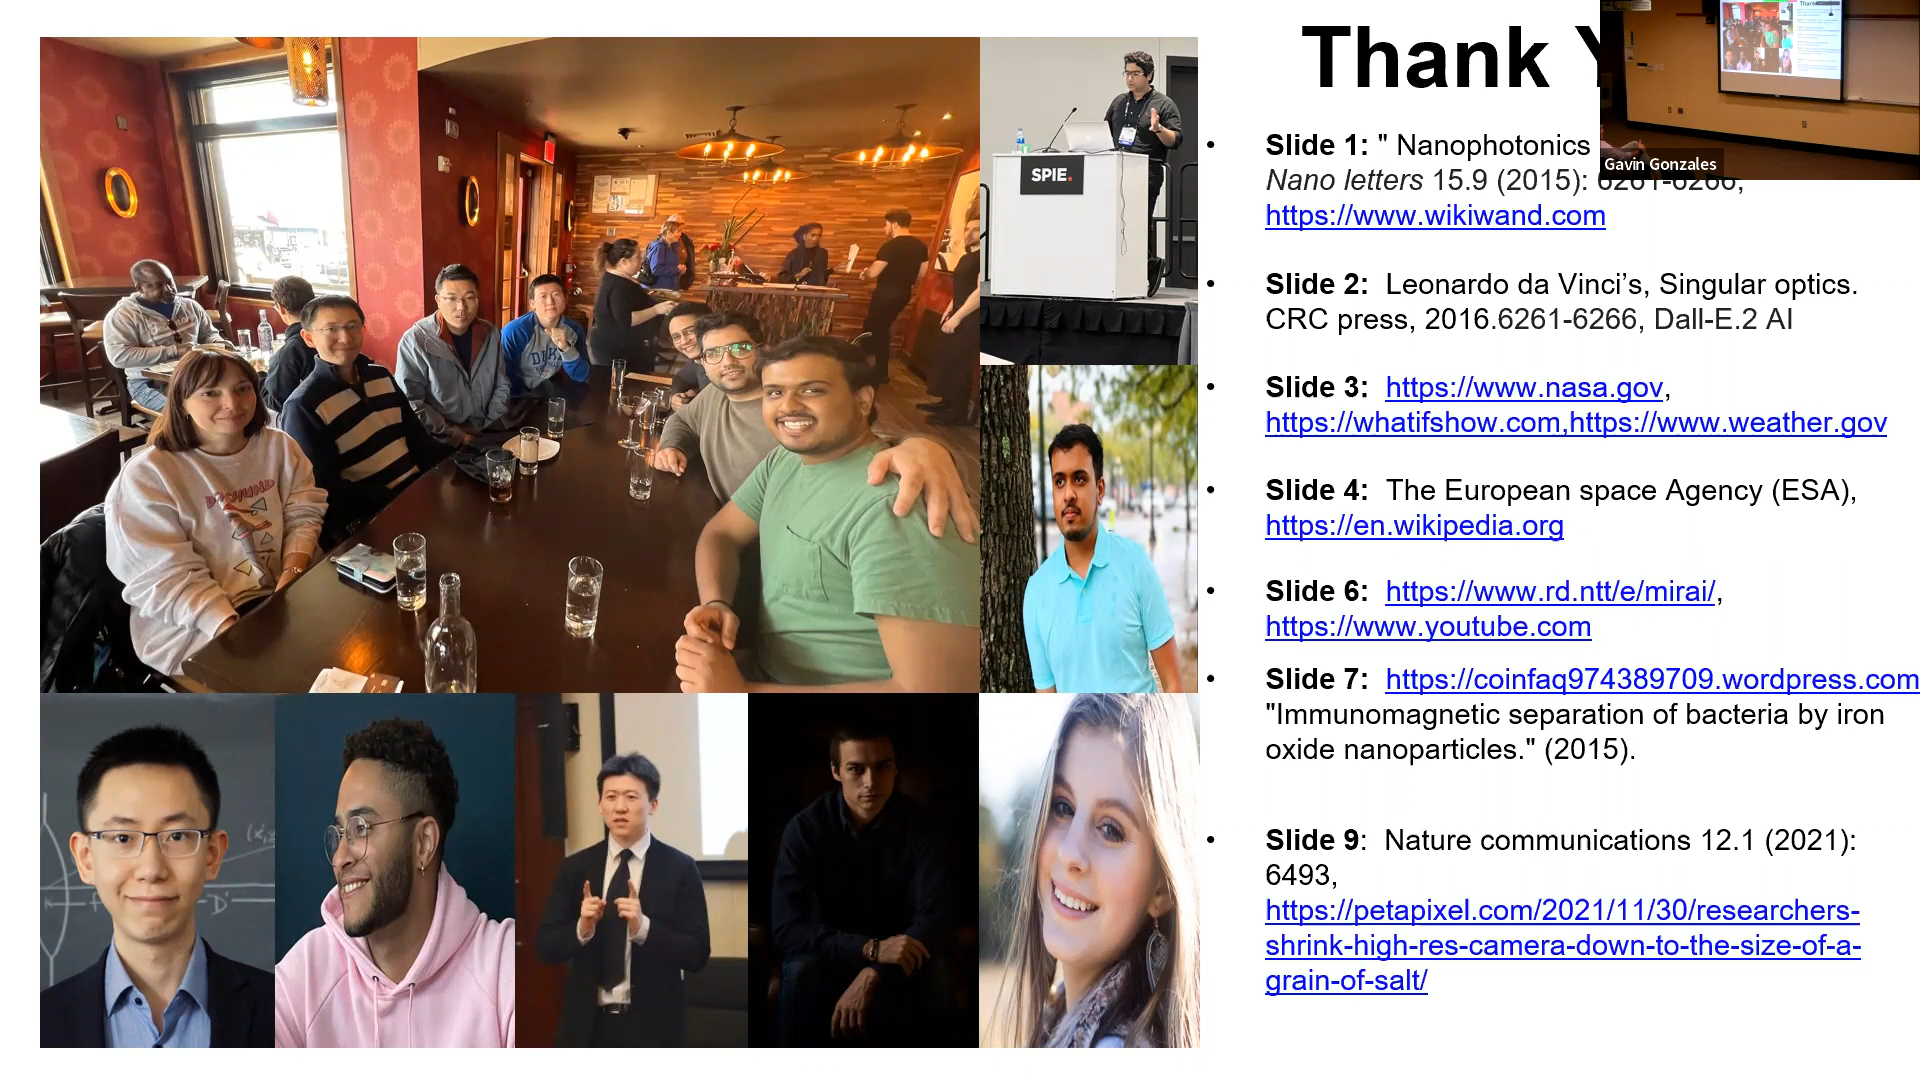 Thank
Slide 1: " Nanophotonics
Nano letters 15.9 (2015): 6261-6266,
https://www.wikiwand.com
Slide 2: Leonardo da Vinci’s, Singular optics.
CRC press, 2016.6261-6266, Dall-E.2 AI
Slide 3: https://www.nasa.gov,
https://whatifshow.com,https://www.weather.gov
Slide 4: The European space Agency (ESA),
https://en.wikipedia.org
Slide 6: https://www.rd.ntt/e/mirai/,
https://www.youtube.com
Slide 7: https://coinfaq974389709.wordpress.com
"Immunomagnetic separation of bacteria by iron
oxide nanoparticles." (2015).
Slide 9: Nature communications 12.1 (2021):
6493,
https://petapixel.com/2021/11/30/researchers-
shrink-high-res-camera-down-to-the-size-of-a-
grain-of-salt/
Gavin Gonzales
SPIE.